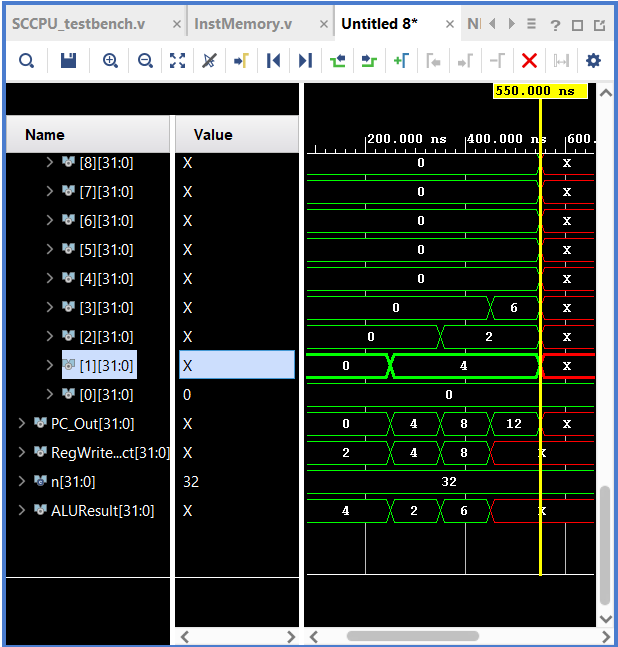 SCCPU_testbench.v × InstMemory.v × Untitled 8* ×
550.000 ns
Name Value 200.000 ns 400.000 ns 600.
[8][31:0] X 0 X
[7][31:0] X 0 X
[6][31:0] X 0 X
[5][31:0] X 0 X
[4][31:0] X 0 X
[3][31:0] X 0 6 X
[2][31:0] X 0 2 X
[1][31:0] X 0 4 X
[0][31:0] 0 0
PC_Out[31:0] X 0 4 8 12 X
RegWrite...ct[31:0] X 2 4 8 X
n[31:0] 32 32
ALUResult[31:0] X 4 2 6 X